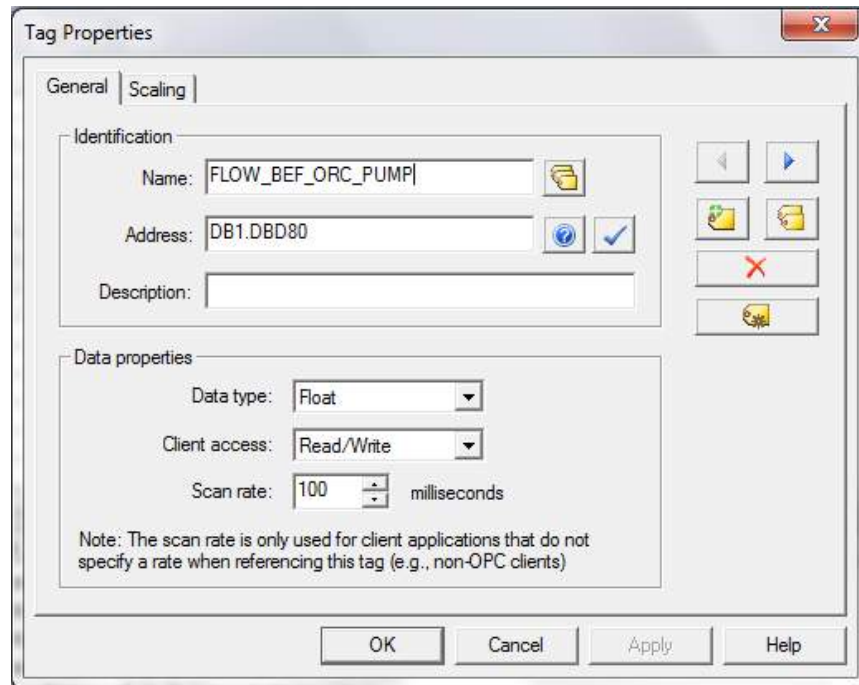 Tag Properties
General
Scaling
Identification
Name: FLOW_BEF_ORC_PUMP
Address: DB1.DBD80
Description:
Data properties
Data type: Float
Client access: Read/Write
Scan rate: 100 milliseconds
Note: The scan rate is only used for client applications that do not
specify a rate when referencing this tag (e.g., non-OPC clients)
OK Cancel Apply Help